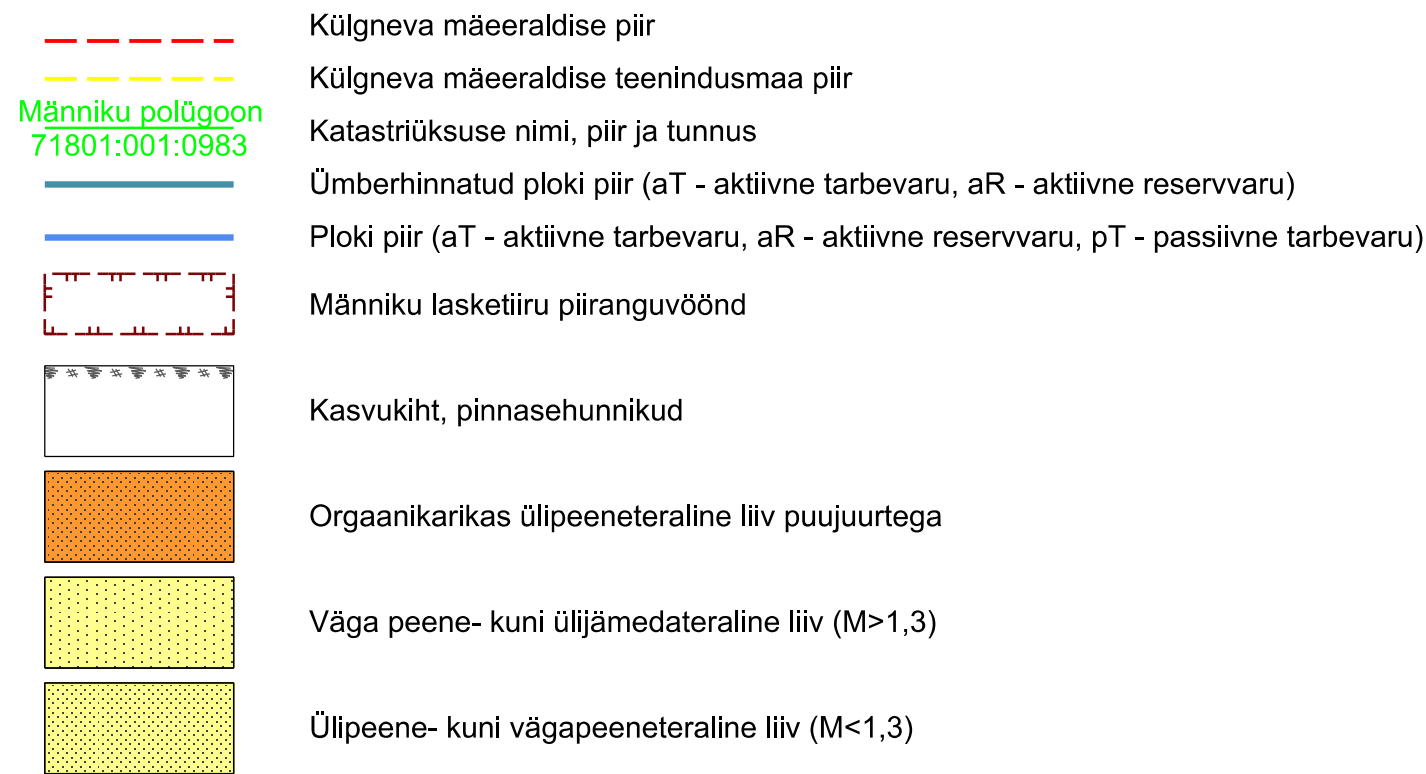 Külgneva mäeeraldise piir
Külgneva mäeeraldise teenindusmaa piir
Männiku polügoon
71801:001:0983
Katastriüksuse nimi, piir ja tunnus
Ümberhinnatud ploki piir (aT - aktiivne tarbevaru, aR - aktiivne reservvaru)
Ploki piir (aT - aktiivne tarbevaru, aR - aktiivne reservvaru, pT - passiivne tarbevaru)
Männiku lasketiiru piiranguvöönd
Kasvukiht, pinnasehunnikud
Orgaanikarikas ülipeeneteraline liiv puujuurtega
Väga peene- kuni ülijämedateraline liiv (M>1,3)
Ülipeene- kuni vägapeeneteraline liiv (M<1,3)